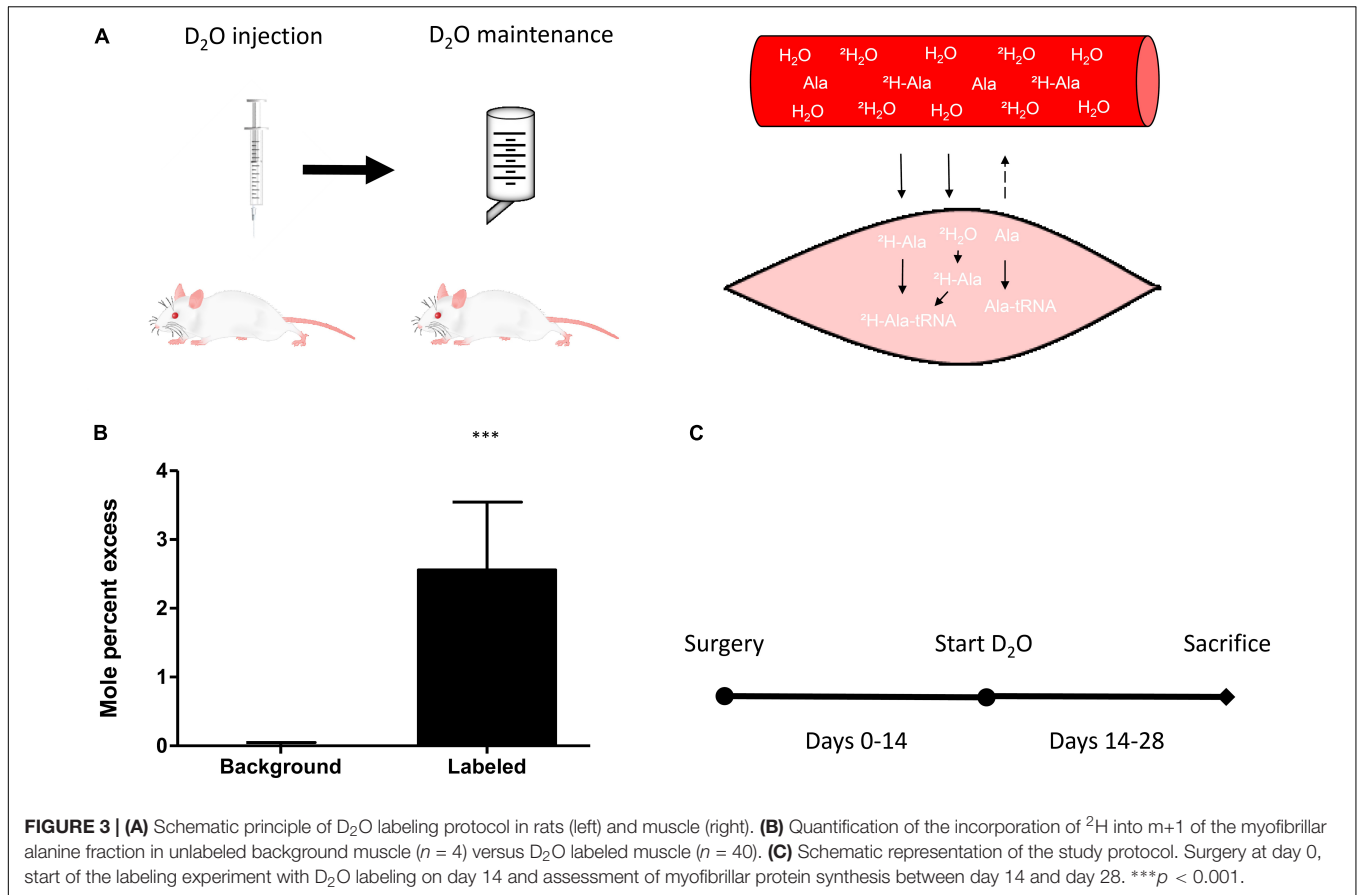 A
D₂O injection
D₂O maintenance
H₂O ²H₂O H₂O ²H₂O H₂O
Ala ²H-Ala Ala ²H-Ala
H₂O ²H₂O H₂O ²H₂O H₂O
²H-Ala ²H₂O Ala
²H-Ala
²H-Ala-tRNA Ala-tRNA
B
***
Mole percent excess
4
3
2
1
0
Background Labeled
C
Surgery Start D₂O Sacrifice
Days 0-14 Days 14-28
FIGURE 3 | (A) Schematic principle of D₂O labeling protocol in rats (left) and muscle (right). (B) Quantification of the incorporation of ²H into m+1 of the myofibrillar
alanine fraction in unlabeled background muscle (n = 4) versus D₂O labeled muscle (n = 40). (C) Schematic representation of the study protocol. Surgery at day 0,
start of the labeling experiment with D₂O labeling on day 14 and assessment of myofibrillar protein synthesis between day 14 and day 28. ***p < 0.001.